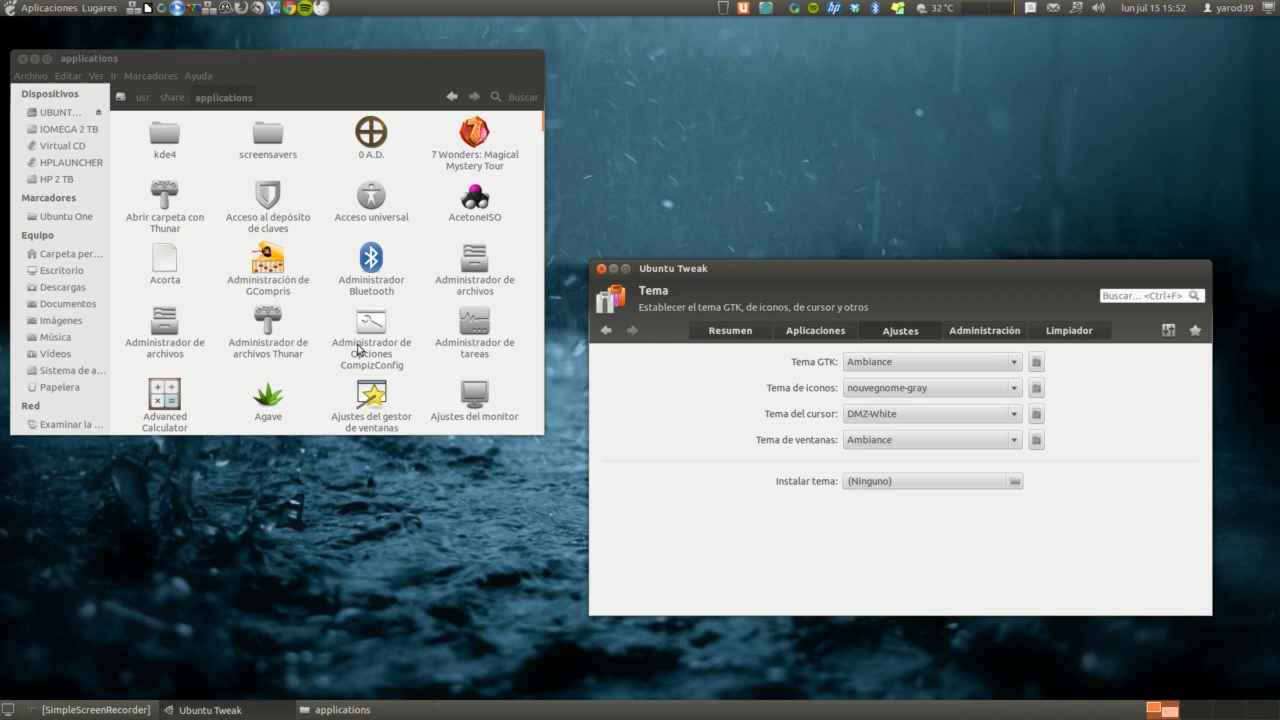 Aplicaciones Lugares
32 °C
lun jul 15 15:52
yarod39
applications
Archivo Editar Ver Ir Marcadores Ayuda
usr share applications
Buscar
Dispositivos
UBUNT...
IOMEGA 2 TB
Virtual CD
HPLAUNCHER
HP 2 TB
Marcadores
Ubuntu One
Equipo
Carpeta per...
Escritorio
Descargas
Documentos
Imágenes
Música
Vídeos
Sistema de a...
Papelera
Red
Examinar la ...
kde4
screensavers
0 A.D.
7 Wonders: Magical
Mystery Tour
Abrir carpeta con
Thunar
Acceso al depósito
de claves
Acceso universal
AcetoneISO
Acorta
Administración de
GCompris
Administrador
Bluetooth
Administrador de
archivos
Administrador de
archivos
Administrador de
archivos Thunar
Administrador de
Opciones
CompizConfig
Administrador de
tareas
Advanced
Calculator
Agave
Ajustes del gestor
de ventanas
Ajustes del monitor
Ubuntu Tweak
Tema
Establecer el tema GTK, de iconos, de cursor y otros
Buscar... <Ctrl+F>
Resumen
Aplicaciones
Ajustes
Administración
Limpiador
Tema GTK: Ambiance
Tema de iconos: nouvegnome-gray
Tema del cursor: DMZ-White
Tema de ventanas: Ambiance
Instalar tema: (Ninguno)
[SimpleScreenRecorder]
Ubuntu Tweak
applications